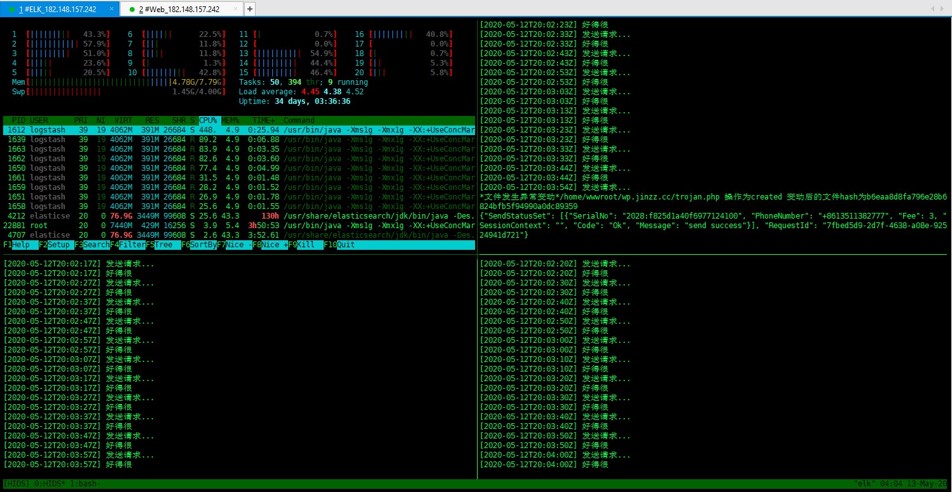 1 #ELK_182.148.157.242
2 #Web_182.148.157.242
1 43.3% 6 22.5% 11 0.7% 16 40.8%
2 57.9% 7 11.8% 12 0.0% 17 0.0%
3 51.0% 8 11.8% 13 54.9% 18 0.7%
4 23.6% 9 1.3% 14 44.4% 19 5.3%
5 20.5% 10 42.8% 15 46.4% 20 5.8%
Mem 4.78G/7.79G Tasks: 50, 394 thr; 9 running
Swp 1.45G/4.00G Load average: 4.45 4.38 4.52
Uptime: 34 days, 03:36:36
PID USER PRI NI VIRT RES SHR S CPU% MEM% TIME+ Command
1612 logstash 39 19 4062M 391M 26684 S 448. 4.9 0:25.94 /usr/bin/java -Xms1g -Xmx1g -XX:+UseConcMar
1639 logstash 39 19 4062M 391M 26684 R 89.2 4.9 0:06.88 /usr/bin/java -Xms1g -Xmx1g -XX:+UseConcMar
1663 logstash 39 19 4062M 391M 26684 R 83.9 4.9 0:03.35 /usr/bin/java -Xms1g -Xmx1g -XX:+UseConcMar
1662 logstash 39 19 4062M 391M 26684 R 82.6 4.9 0:03.60 /usr/bin/java -Xms1g -Xmx1g -XX:+UseConcMar
1650 logstash 39 19 4062M 391M 26684 R 77.4 4.9 0:04.99 /usr/bin/java -Xms1g -Xmx1g -XX:+UseConcMar
1661 logstash 39 19 4062M 391M 26684 R 31.5 4.9 0:01.48 /usr/bin/java -Xms1g -Xmx1g -XX:+UseConcMar
1659 logstash 39 19 4062M 391M 26684 R 28.2 4.9 0:01.52 /usr/bin/java -Xms1g -Xmx1g -XX:+UseConcMar
1651 logstash 39 19 4062M 391M 26684 R 26.9 4.9 0:01.78 /usr/bin/java -Xms1g -Xmx1g -XX:+UseConcMar
1658 logstash 39 19 4062M 391M 26684 R 25.6 4.9 0:01.55 /usr/bin/java -Xms1g -Xmx1g -XX:+UseConcMar
4212 elasticse 20 0 76.9G 3449M 99608 S 25.6 43.3 130h /usr/share/elasticsearch/jdk/bin/java -Des.
22881 root 20 0 7440M 429M 16256 S 3.9 5.4 3h50:53 /usr/bin/java -Xms1g -Xmx1g -XX:+UseConcMar
4707 elasticse 20 0 76.9G 3449M 99608 S 2.6 43.3 3:52.61 /usr/share/elasticsearch/jdk/bin/java -Des.
F1Help F2Setup F3SearchF4FilterF5Tree F6SortByF7Nice -F8Nice +F9Kill F10Quit
[2020-05-12T20:02:23Z] 好得很
[2020-05-12T20:02:33Z] 发送请求...
[2020-05-12T20:02:33Z] 好得很
[2020-05-12T20:02:43Z] 发送请求...
[2020-05-12T20:02:43Z] 好得很
[2020-05-12T20:02:53Z] 发送请求...
[2020-05-12T20:02:53Z] 好得很
[2020-05-12T20:03:03Z] 发送请求...
[2020-05-12T20:03:03Z] 好得很
[2020-05-12T20:03:13Z] 发送请求...
[2020-05-12T20:03:13Z] 好得很
[2020-05-12T20:03:23Z] 发送请求...
[2020-05-12T20:03:23Z] 好得很
[2020-05-12T20:03:33Z] 发送请求...
[2020-05-12T20:03:33Z] 好得很
[2020-05-12T20:03:44Z] 发送请求...
[2020-05-12T20:03:44Z] 好得很
[2020-05-12T20:03:54Z] 发送请求...
*文件发生异常变动*/home/wwwroot/wp.jinzz.cc/trojan.php 操作为created 变动后的文件hash为b6eaa8d8fa796e28b6
824bfb5f94990a0dc89359
{"SendStatusSet": [{"SerialNo": "2028:f825d1a40f6977124100", "PhoneNumber": "+8613511382777", "Fee": 3, "
SessionContext": "", "Code": "Ok", "Message": "send success"}], "RequestId": "7fbed5d9-2d7f-4638-a08e-925
24941d721"}
[2020-05-12T20:02:17Z] 发送请求...
[2020-05-12T20:02:17Z] 好得很
[2020-05-12T20:02:27Z] 发送请求...
[2020-05-12T20:02:27Z] 好得很
[2020-05-12T20:02:37Z] 发送请求...
[2020-05-12T20:02:37Z] 好得很
[2020-05-12T20:02:47Z] 发送请求...
[2020-05-12T20:02:47Z] 好得很
[2020-05-12T20:02:57Z] 发送请求...
[2020-05-12T20:02:57Z] 好得很
[2020-05-12T20:03:07Z] 发送请求...
[2020-05-12T20:03:07Z] 好得很
[2020-05-12T20:03:17Z] 发送请求...
[2020-05-12T20:03:17Z] 好得很
[2020-05-12T20:03:27Z] 发送请求...
[2020-05-12T20:03:27Z] 好得很
[2020-05-12T20:03:37Z] 发送请求...
[2020-05-12T20:03:37Z] 好得很
[2020-05-12T20:03:47Z] 发送请求...
[2020-05-12T20:03:47Z] 好得很
[2020-05-12T20:03:57Z] 发送请求...
[2020-05-12T20:03:57Z] 好得很
[2020-05-12T20:02:20Z] 好得很
[2020-05-12T20:02:30Z] 发送请求...
[2020-05-12T20:02:30Z] 好得很
[2020-05-12T20:02:40Z] 发送请求...
[2020-05-12T20:02:40Z] 好得很
[2020-05-12T20:02:50Z] 发送请求...
[2020-05-12T20:02:50Z] 好得很
[2020-05-12T20:03:00Z] 发送请求...
[2020-05-12T20:03:00Z] 好得很
[2020-05-12T20:03:10Z] 发送请求...
[2020-05-12T20:03:10Z] 好得很
[2020-05-12T20:03:20Z] 发送请求...
[2020-05-12T20:03:20Z] 好得很
[2020-05-12T20:03:30Z] 发送请求...
[2020-05-12T20:03:30Z] 好得很
[2020-05-12T20:03:40Z] 发送请求...
[2020-05-12T20:03:40Z] 好得很
[2020-05-12T20:03:50Z] 发送请求...
[2020-05-12T20:03:50Z] 好得很
[2020-05-12T20:04:00Z] 发送请求...
[2020-05-12T20:04:00Z] 好得很
[HIDS] 0:HIDS* 1:bash- "elk" 04:04 13-May-20